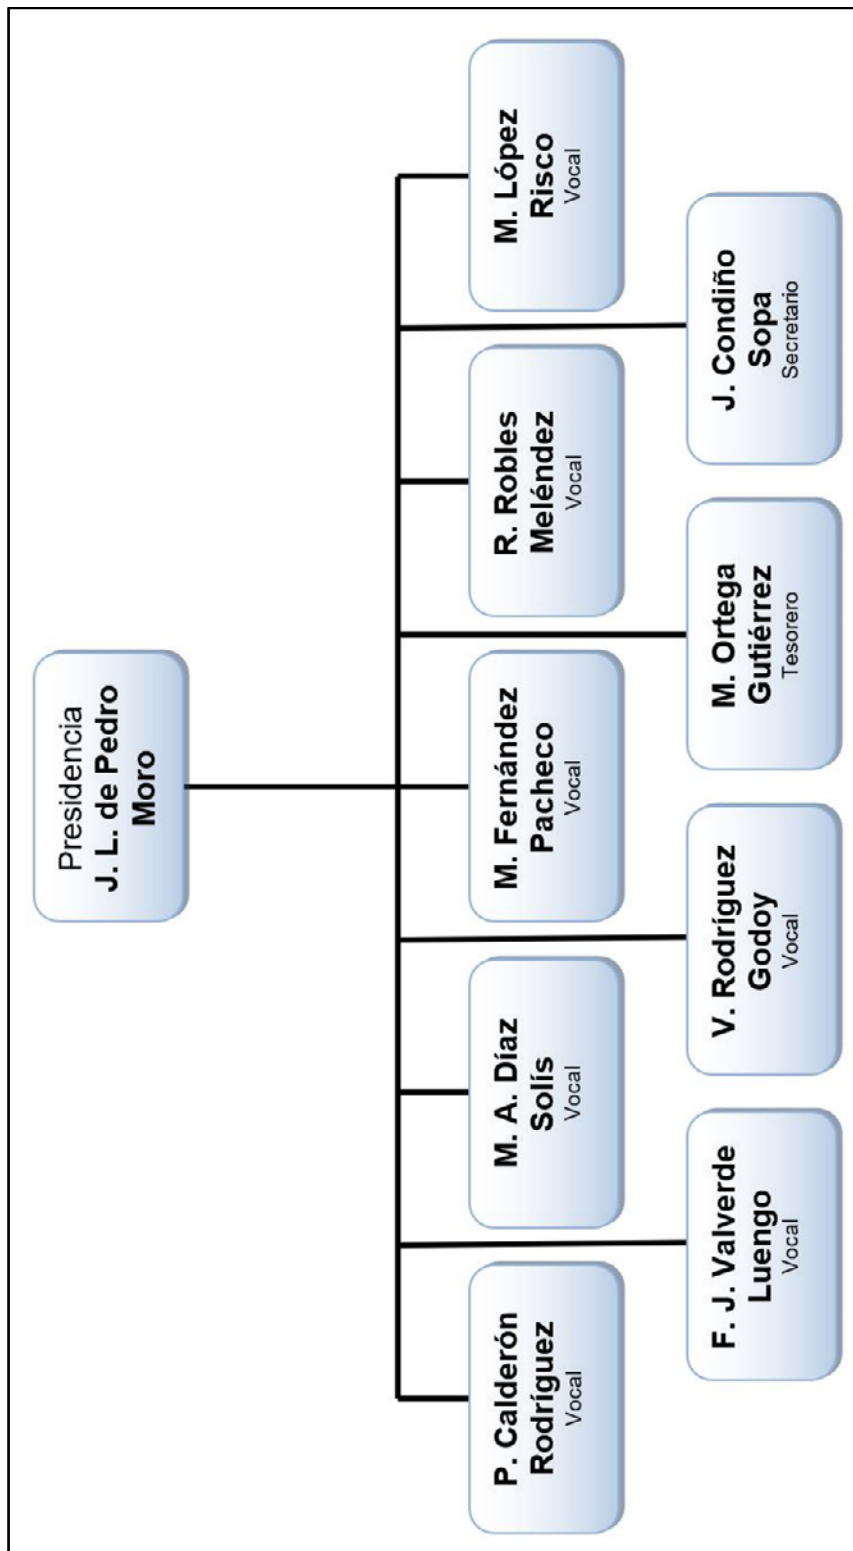 Presidencia
J. L. de Pedro
Moro
P. Calderón
Rodríguez
Vocal
M. A. Díaz
Solís
Vocal
M. Fernández
Pacheco
Vocal
R. Robles
Meléndez
Vocal
M. López
Risco
Vocal
F. J. Valverde
Luengo
Vocal
V. Rodríguez
Godoy
Vocal
M. Ortega
Gutiérrez
Tesorero
J. Condiño
Sopa
Secretario